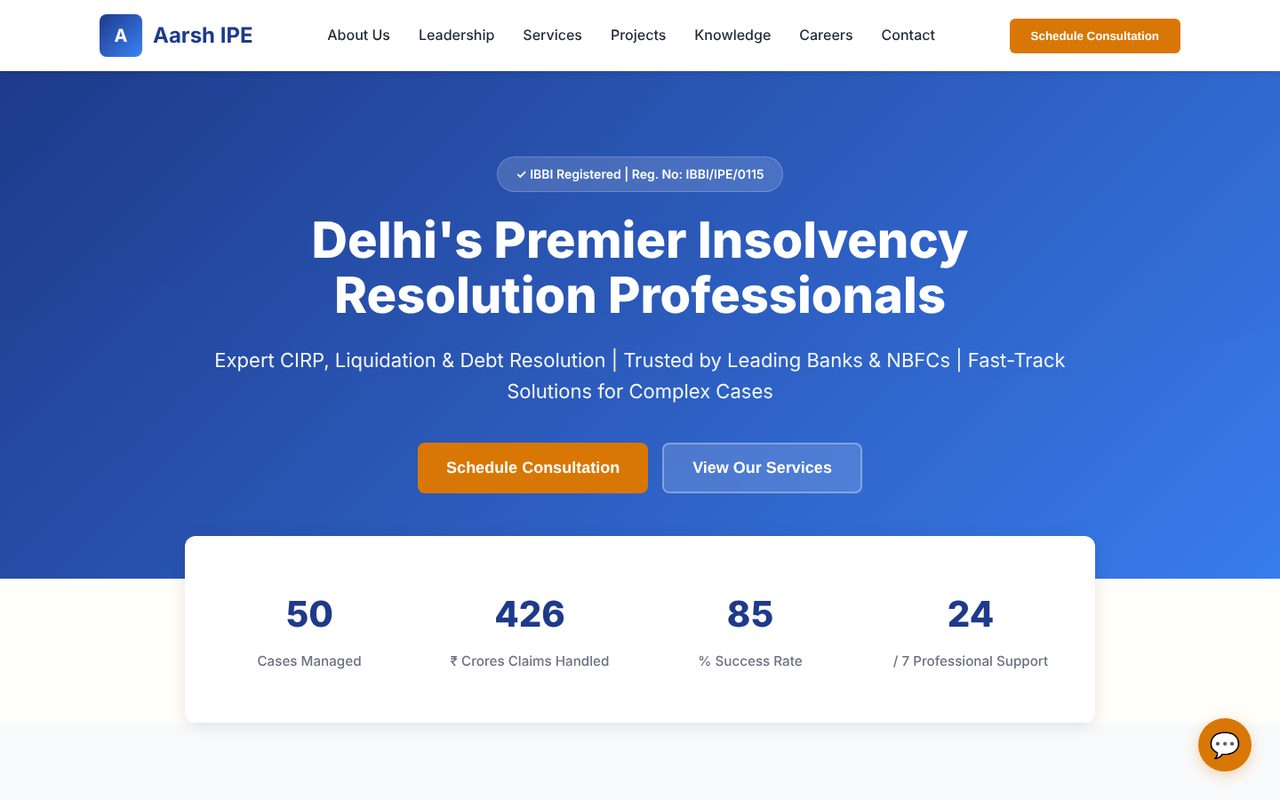 A
Aarsh IPE
About Us
Leadership
Services
Projects
Knowledge
Careers
Contact
Schedule Consultation
✓ IBBI Registered | Reg. No: IBBI/IPE/0115
Delhi's Premier Insolvency
Resolution Professionals
Expert CIRP, Liquidation & Debt Resolution | Trusted by Leading Banks & NBFCs | Fast-Track
Solutions for Complex Cases
Schedule Consultation
View Our Services
50
Cases Managed
426
₹ Crores Claims Handled
85
% Success Rate
24
/ 7 Professional Support